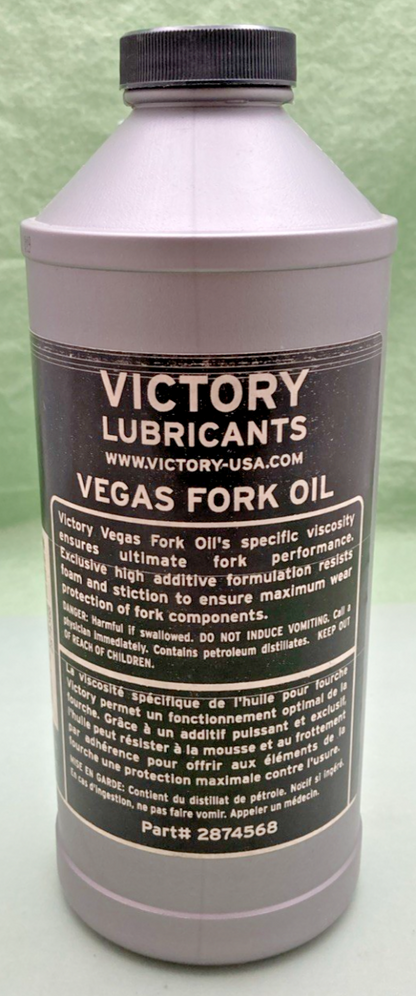 VICTORY
LUBRICANTS
WWW.VICTORY-USA.COM
VEGAS FORK OIL
Victory Vegas Fork Oil's specific viscosity
ensures ultimate fork performance.
Exclusive high additive formulation resists
foam and stiction to ensure maximum wear
protection of fork components.
DANGER: Harmful if swallowed. DO NOT INDUCE VOMITING. Call a
physician immediately. Contains petroleum distillates. KEEP OUT
OF REACH OF CHILDREN.
La viscosité spécifique de l'huile pour fourche
Victory permet un fonctionnement optimal de la
fourche. Grâce à un additif puissant et exclusif,
l'huile peut résister à la mousse et au frottement
par adhérence pour offrir aux éléments de la
fourche une protection maximale contre l'usure.
MISE EN GARDE: Contient du distillat de pétrole. Nocif si ingéré.
En cas d'ingestion, ne pas faire vomir. Appeler un médecin.
Part# 2874568